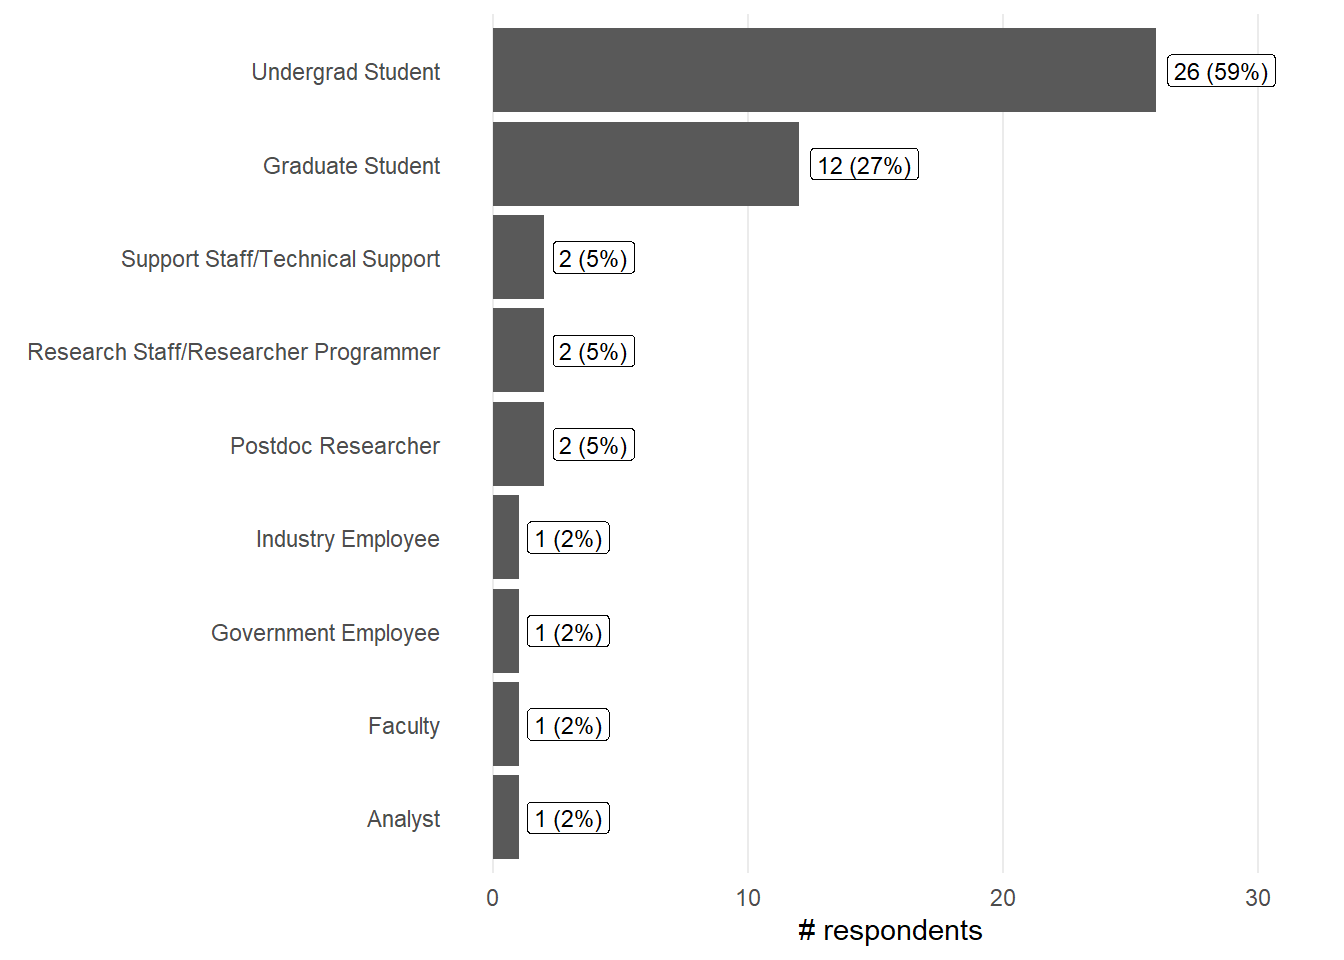 Undergrad Student 26 (59%)
Graduate Student 12 (27%)
Support Staff/Technical Support 2 (5%)
Research Staff/Researcher Programmer 2 (5%)
Postdoc Researcher 2 (5%)
Industry Employee 1 (2%)
Government Employee 1 (2%)
Faculty 1 (2%)
Analyst 1 (2%)
0 10 20 30
# respondents